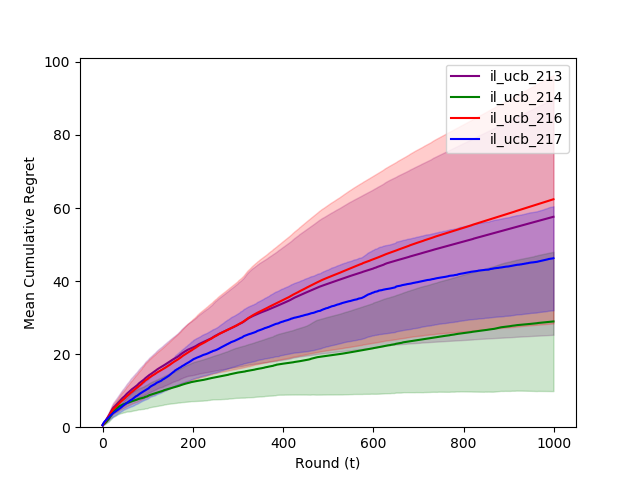 100
80
60
40
20
0
Mean Cumulative Regret
il_ucb_213
il_ucb_214
il_ucb_216
il_ucb_217
0 200 400 600 800 1000
Round (t)